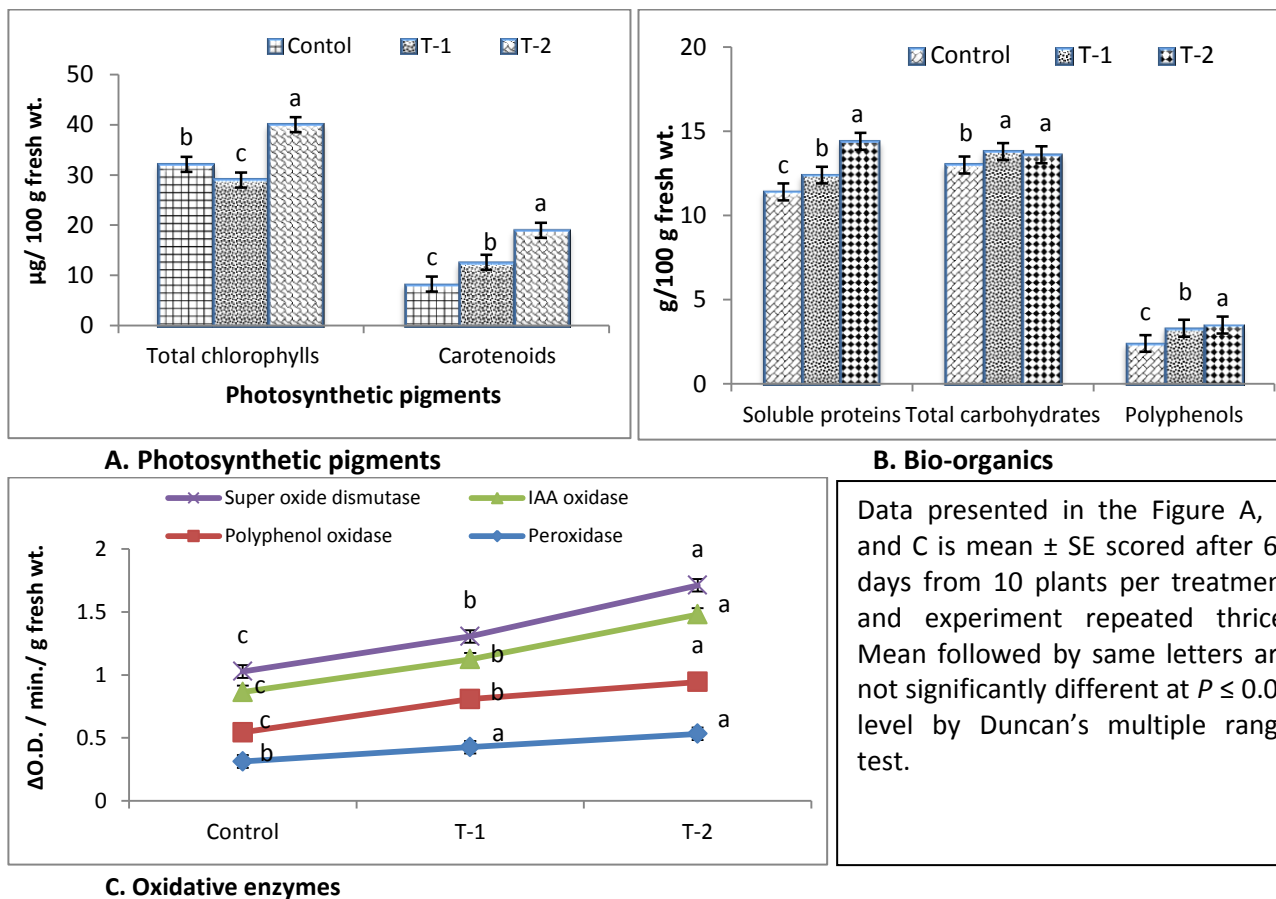 Contol T-1 T-2
50
40
30
20
10
0
µg/ 100 g fresh wt.
b c a
c b a
Total chlorophylls Carotenoids
Photosynthetic pigments
A. Photosynthetic pigments
Control T-1 T-2
20
15
10
5
0
g/100 g fresh wt.
c b a
b a a
c b a
Soluble proteins Total carbohydrates Polyphenols
B. Bio-organics
Super oxide dismutase IAA oxidase
Polyphenol oxidase Peroxidase
2
1.5
1
0.5
0
ΔO.D. / min./ g fresh wt.
c b a
c b a
c b a
b a a
Control T-1 T-2
C. Oxidative enzymes
Data presented in the Figure A,
and C is mean ± SE scored after 6
days from 10 plants per
and experiment repeated thrice
Mean followed by same letters
not significantly different at P ≤ 0.0
level by Duncan's multiple
test.